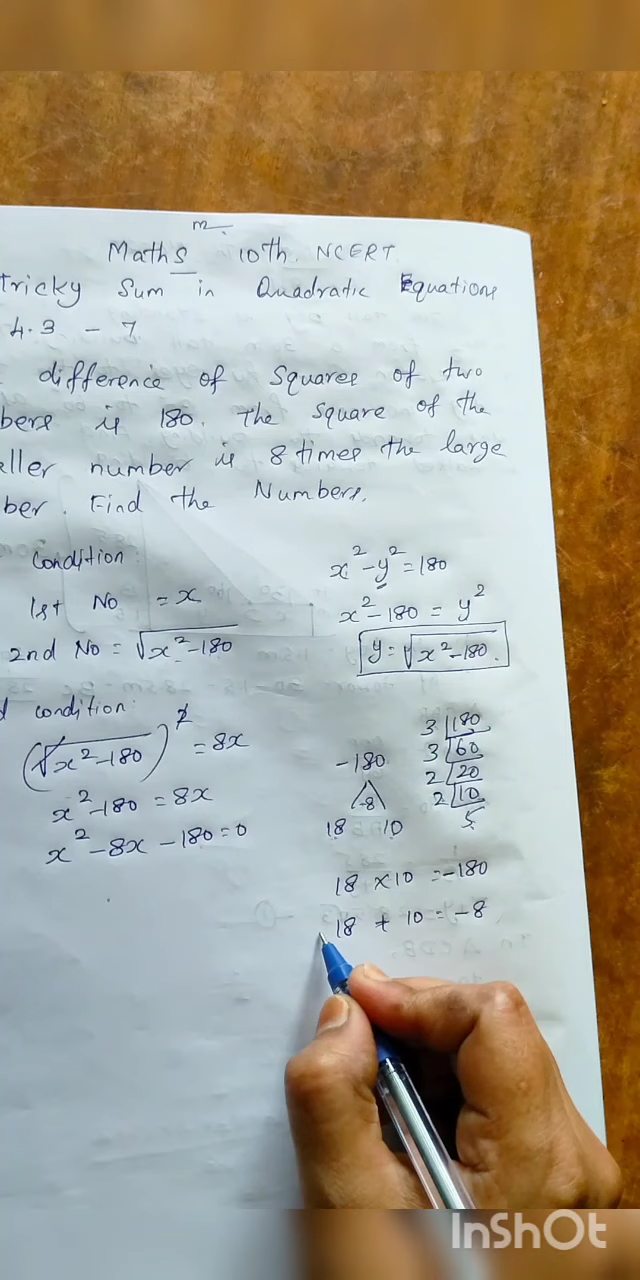 m.
Maths 10th. NCERT.
Tricky Sum in Quadratic Equations
4.3 - 7
difference of Squares of two
bers is 180. The square of the
ller number is 8 times the large
ber. Find the Numbers.
Condition
1st No = x
2nd No = √x²-180
x²-y² = 180
x²-180 = y²
y = √x²-180.
d condition:
(√x²-180)² = 8x
x²-180 = 8x
x²-8x-180=0
-180
-8
18 10
3 180
3 60
2 20
2 10
5
18 × 10 = -180
18 + 10 = -8
InShOt